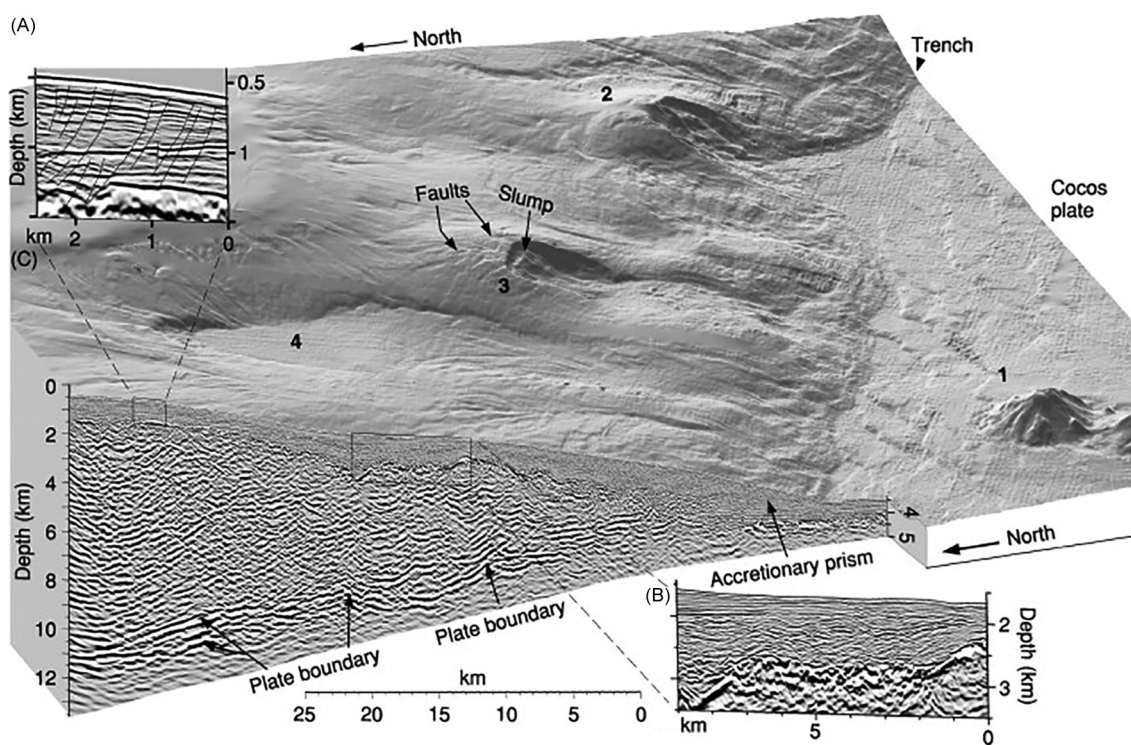 (A)
North
Trench
0.5
Depth (km)
1
2
Cocos
plate
Faults
Slump
km 2 1 0
(C)
3
4
1
0
2
4
6
8
10
12
Depth (km)
4
5
North
Accretionary prism
Plate boundary
Plate boundary
(B)
km
25 20 15 10 5 0
2
3
Depth (km)
km 5 0